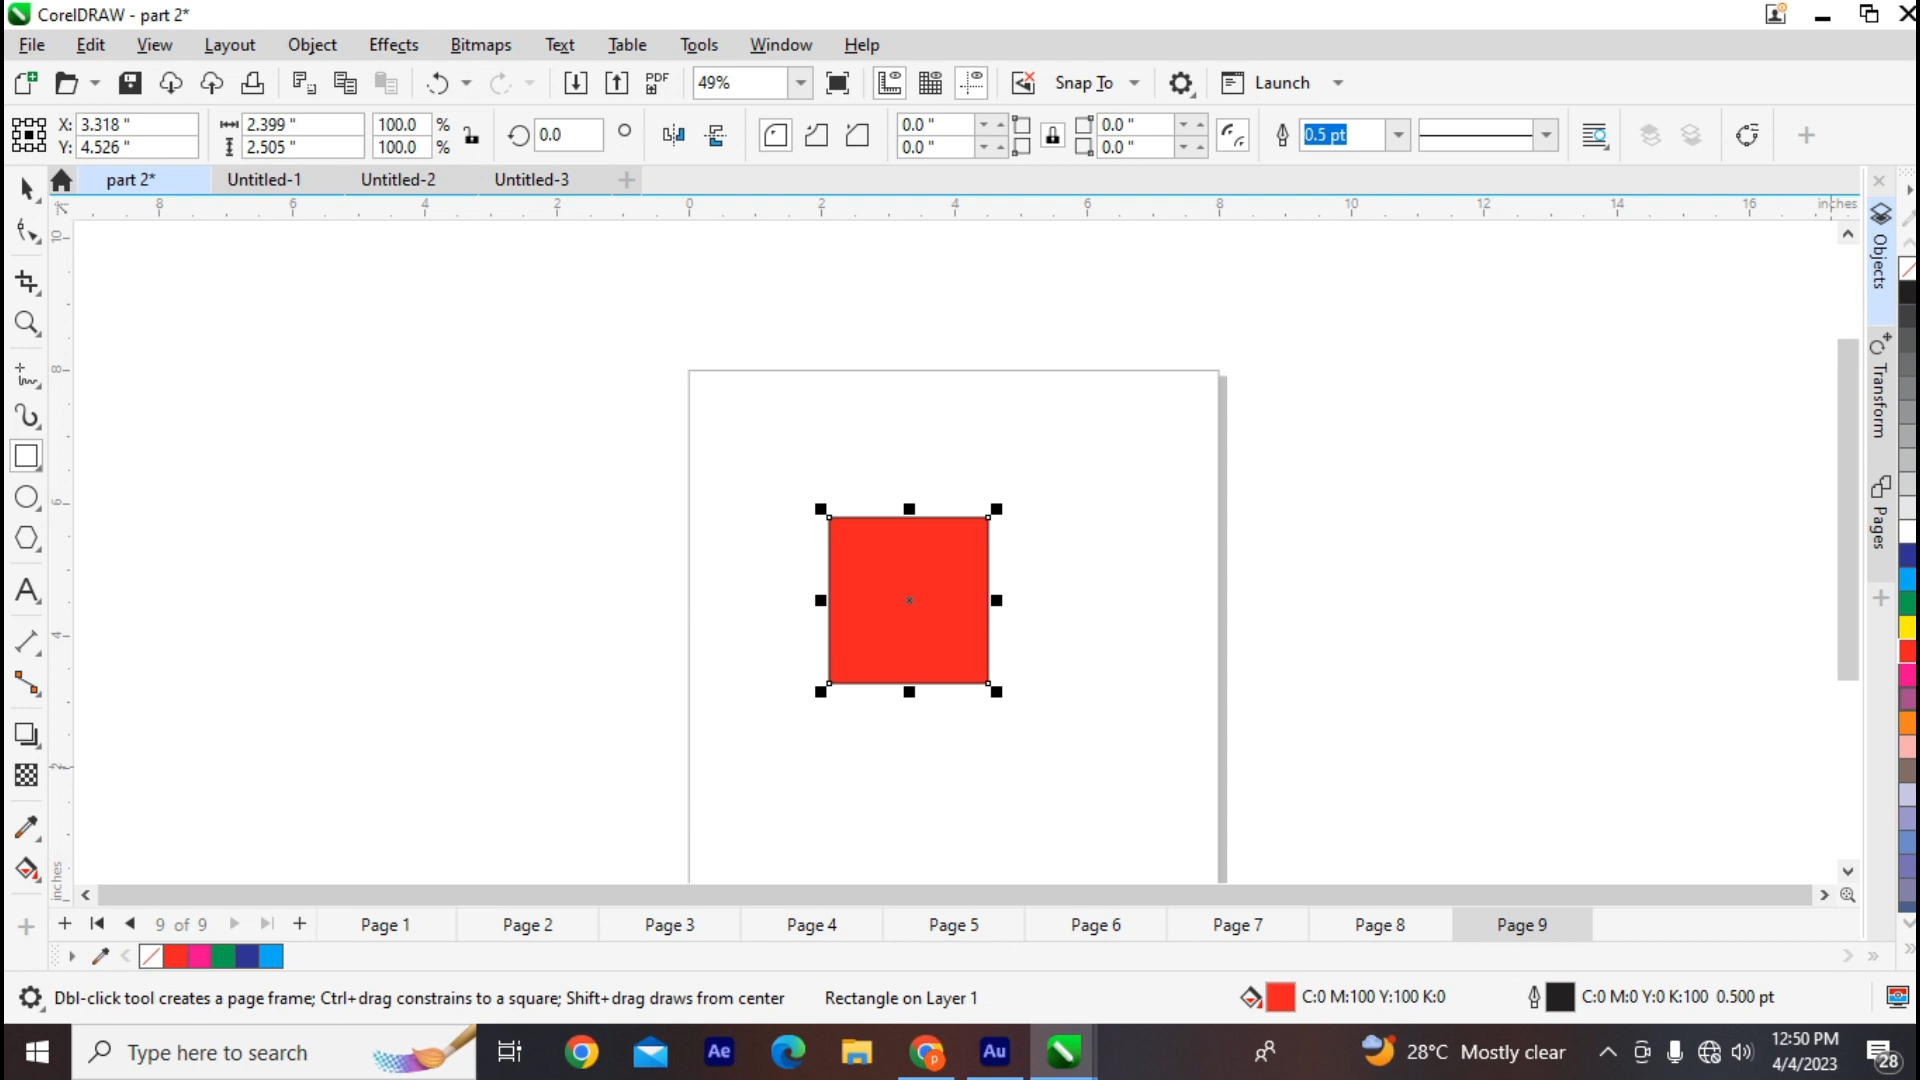 CorelDRAW - part 2*
File Edit View Layout Object Effects Bitmaps Text Table Tools Window Help
PDF 49% Snap To Launch
X: 3.318 " 2.399 " 100.0 % 0.0 0.0 " 0.0 " 0.5 pt
Y: 4.526 " 2.505 " 100.0 % 0.0 " 0.0 "
part 2* Untitled-1 Untitled-2 Untitled-3
8 6 4 2 0 2 4 6 8 10 12 14 16 inches
10
8
6
4
2
inches
Objects
Transform
Pages
9 of 9 Page 1 Page 2 Page 3 Page 4 Page 5 Page 6 Page 7 Page 8 Page 9
Dbl-click tool creates a page frame; Ctrl+drag constrains to a square; Shift+drag draws from center Rectangle on Layer 1 C:0 M:100 Y:100 K:0 C:0 M:0 Y:0 K:100 0.500 pt
Type here to search Ae p Au 28°C Mostly clear 12:50 PM
4/4/2023 28